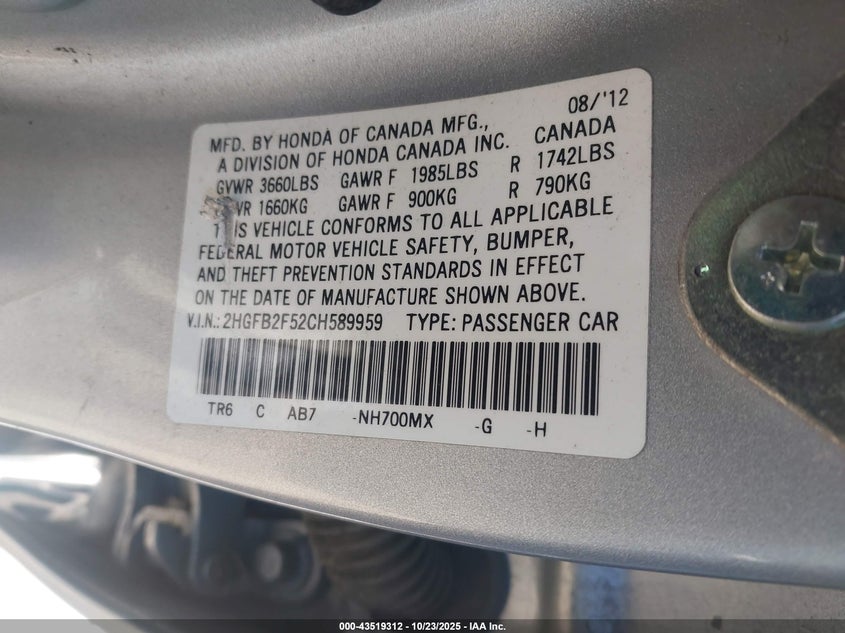 08/'12
MFD. BY HONDA OF CANADA MFG.,
A DIVISION OF HONDA CANADA INC. CANADA
GVWR 3660LBS GAWR F 1985LBS R 1742LBS
VR 1660KG GAWR F 900KG R 790KG
IS VEHICLE CONFORMS TO ALL APPLICABLE
FEDERAL MOTOR VEHICLE SAFETY, BUMPER,
AND THEFT PREVENTION STANDARDS IN EFFECT
ON THE DATE OF MANUFACTURE SHOWN ABOVE.
V.I.N.: 2HGFB2F52CH589959 TYPE: PASSENGER CAR
TR6 C AB7 -NH700MX -G -H
000-43519312 | 10/23/2025 - IAA Inc.